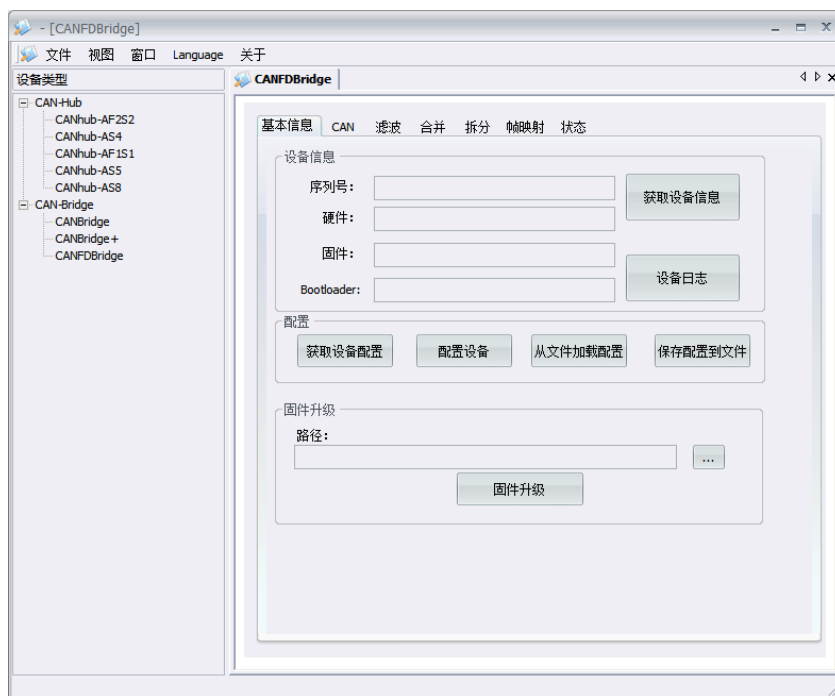 - [CANFDBridge]
文件 视图 窗口 Language 关于
设备类型
CANFDBridge
CAN-Hub
CANhub-AF2S2
CANhub-AS4
CANhub-AF1S1
CANhub-AS5
CANhub-AS8
CAN-Bridge
CANBridge
CANBridge+
CANFDBridge
基本信息 CAN 滤波 合并 拆分 帧映射 状态
设备信息
序列号:
获取设备信息
硬件:
固件:
设备日志
Bootloader:
配置
获取设备配置 配置设备 从文件加载配置 保存配置到文件
固件升级
路径:
...
固件升级